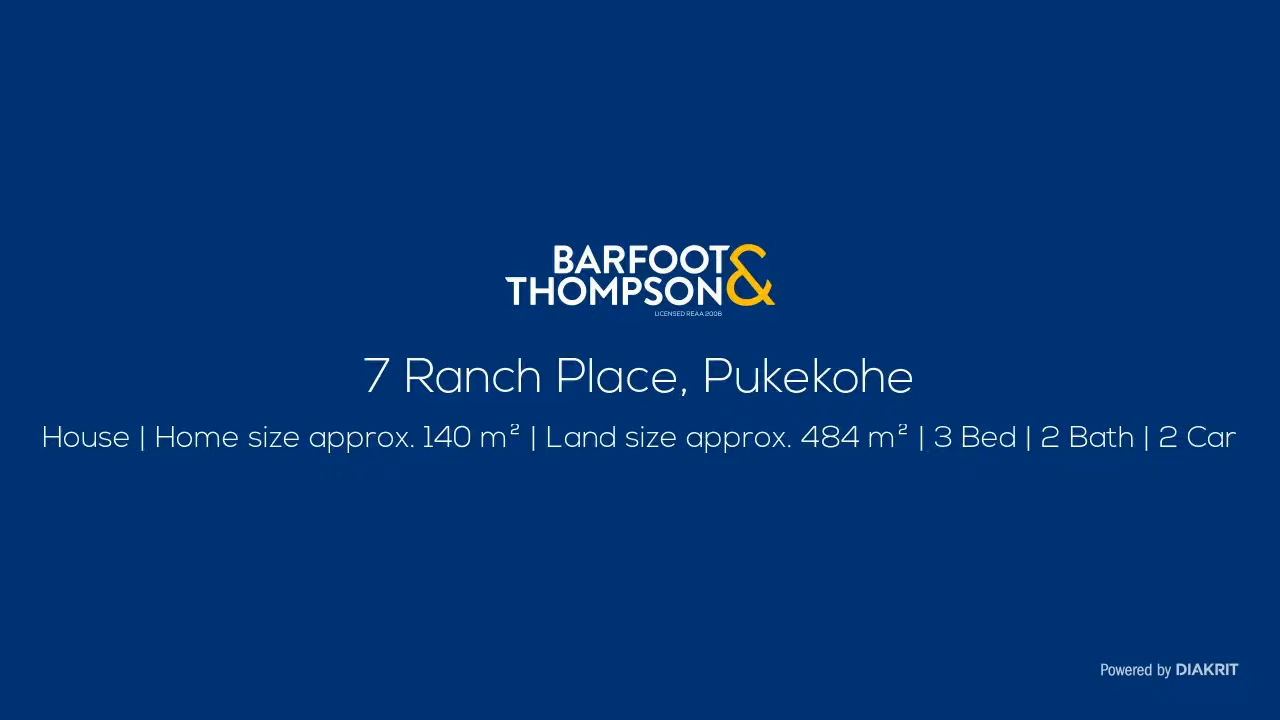 BARFOOT &
THOMPSON
LICENSED REAA 2008
7 Ranch Place, Pukekohe
House | Home size approx. 140 m² | Land size approx. 484 m² | 3 Bed | 2 Bath | 2 Car
Powered by DIAKRIT